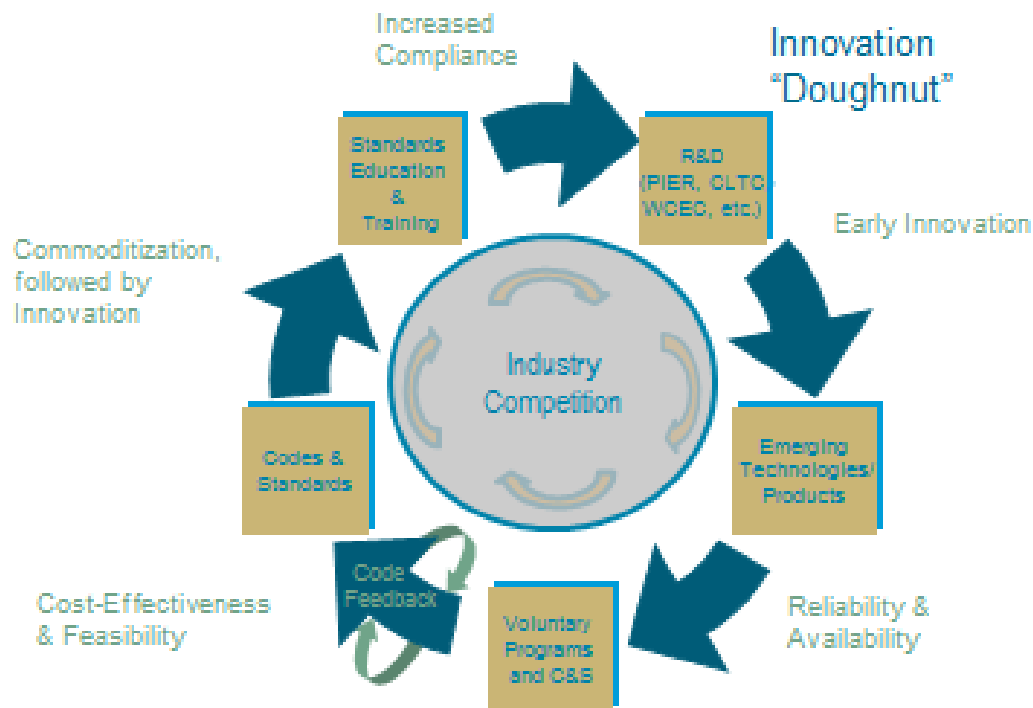 Increased
Compliance
Innovation
“Doughnut”
Standards
Education
&
Training
R&D
(PIER, CLTC,
WCEC, etc.)
Early Innovation
Commoditization,
followed by
Innovation
Industry
Competition
Codes &
Standards
Emerging
Technologies/
Products
Code
Feedback
Cost-Effectiveness
& Feasibility
Voluntary
Programs
and C&S
Reliability &
Availability